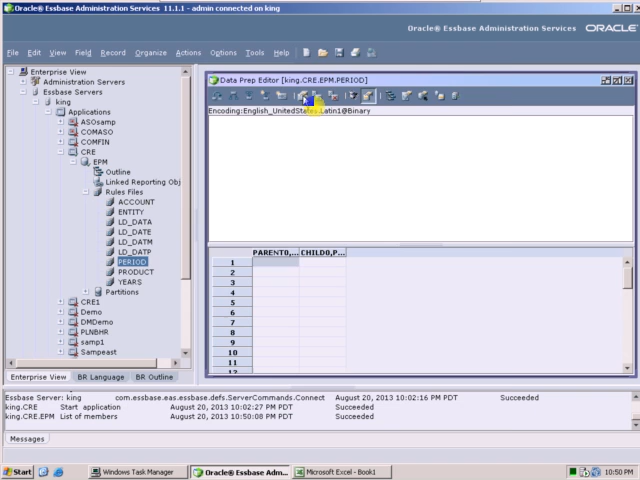 Oracle® Essbase Administration Services 11.1.1 - admin connected on king
Oracle® Essbase Administration Services ORACLE
File Edit View Field Record Organize Actions Options Tools Help
Enterprise View
Administration Servers
Essbase Servers
king
Applications
ASOsamp
COMASO
COMFIN
CRE
EPM
Outline
Linked Reporting Obj
Rules Files
ACCOUNT
ENTITY
LD_DATA
LD_DATE
LD_DATM
LD_DATP
PERIOD
PRODUCT
YEARS
Partitions
CRE1
Demo
DMDemo
PLNBHR
samp1
Sampeast
Enterprise View BR Language BR Outline
Data Prep Editor [king.CRE.EPM.PERIOD]
Encoding:English_UnitedStates.Latin1@Binary
PARENT0,... CHILD0,P...
1
2
3
4
5
6
7
8
9
10
11
12
Essbase Server: king com.essbase.eas.essbase.defs.ServerCommands.Connect August 20, 2013 10:02:16 PM PDT Succeeded
king.CRE Start application August 20, 2013 10:02:27 PM PDT Succeeded
king.CRE.EPM List of members August 20, 2013 10:50:08 PM PDT Succeeded
Messages
Start Windows Task Manager Oracle® Essbase Adm... Microsoft Excel - Book1 10:50 PM